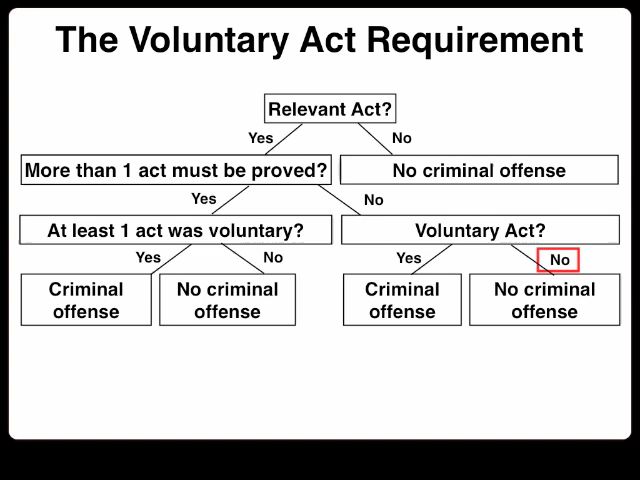 The Voluntary Act Requirement
Relevant Act?
Yes
No
More than 1 act must be proved?
No criminal offense
Yes
No
At least 1 act was voluntary?
Voluntary Act?
Yes
No
Yes
No
Criminal
offense
No criminal
offense
Criminal
offense
No criminal
offense